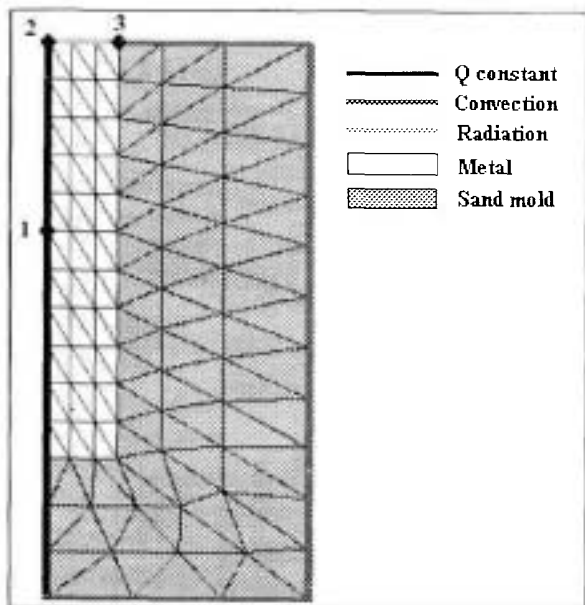 2 3
1
Q constant
Convection
Radiation
Metal
Sand mold